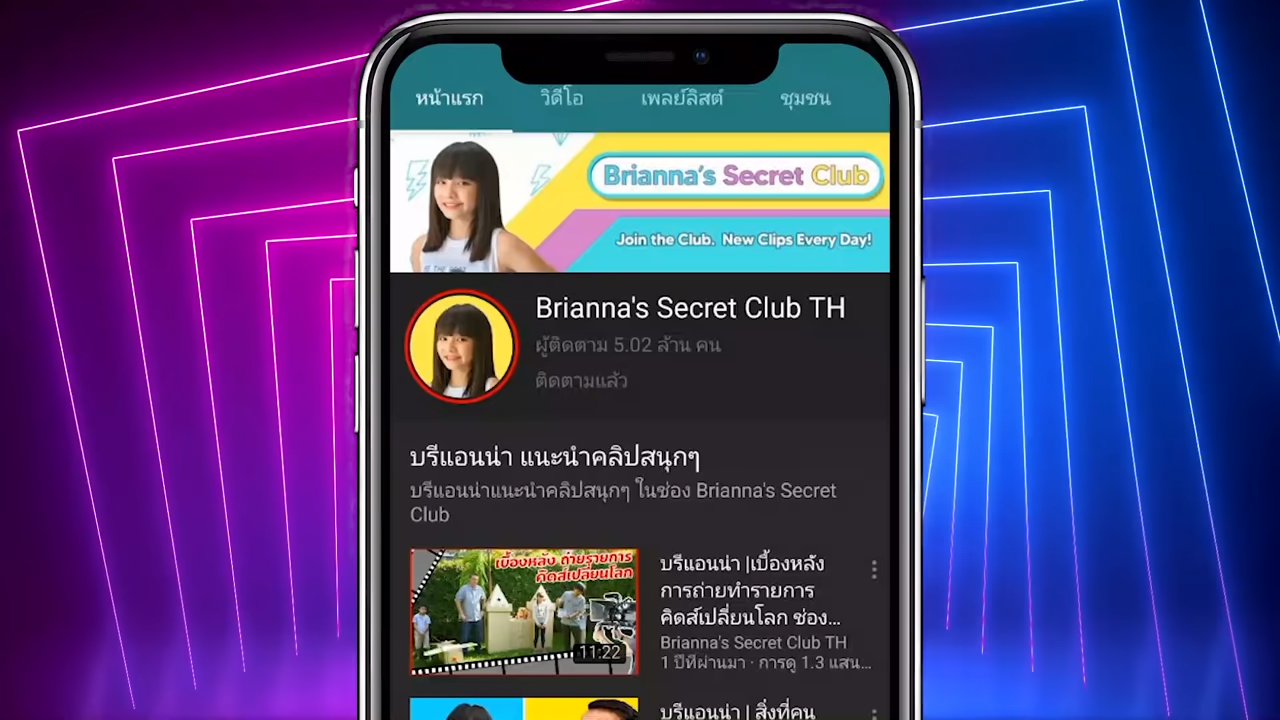 หน้าแรก วิดีโอ เพลย์ลิสต์ ชุมชน
Brianna's Secret Club
Join the Club. New Clips Every Day!
Brianna's Secret Club TH
ผู้ติดตาม 5.02 ล้าน คน
ติดตามแล้ว
บรีแอนน่า แนะนำคลิปสนุกๆ
บรีแอนน่าแนะนำคลิปสนุกๆ ในช่อง Brianna's Secret
Club
เบื้องหลัง ถ่ายรายการ
คิดส์เปลี่ยนโลก
11:22
บรีแอนน่า |เบื้องหลัง
การถ่ายทำรายการ
คิดส์เปลี่ยนโลก ช่อง...
Brianna's Secret Club TH
1 ปีที่ผ่านมา · การดู 1.3 แสน...
บรีแอนน่า | สิ่งที่คน